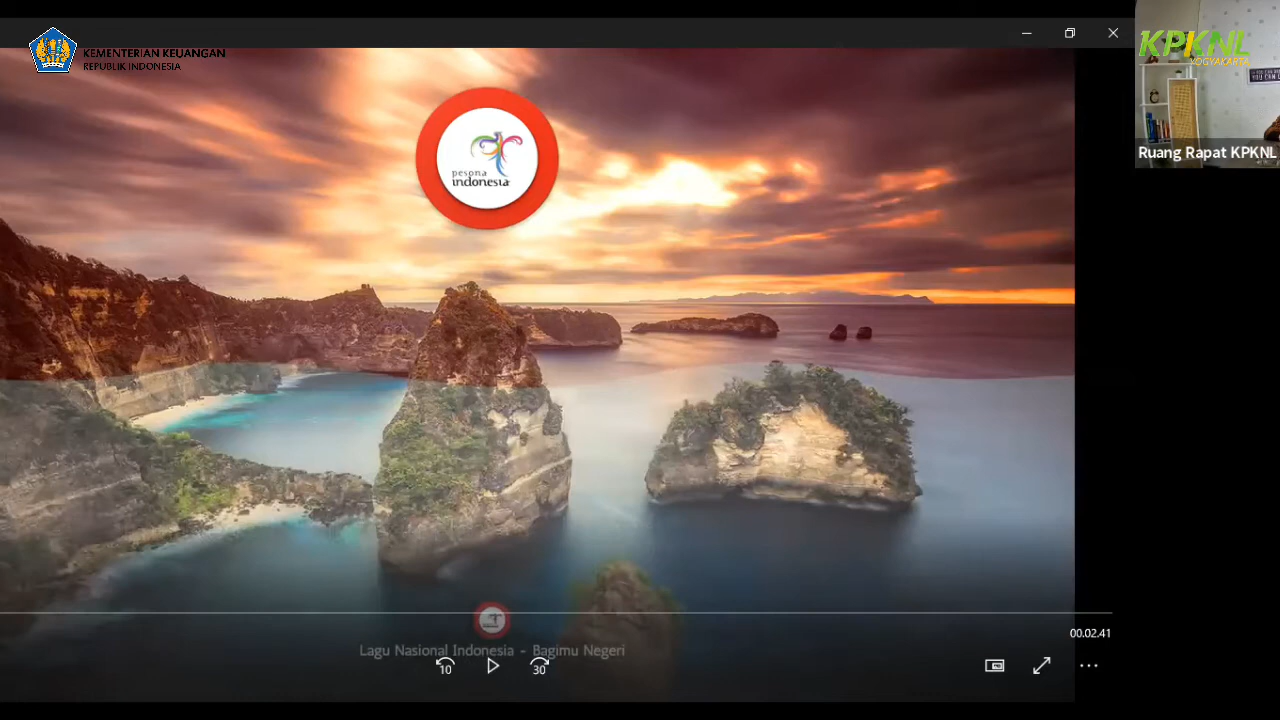 KEMENTERIAN KEUANGAN
REPUBLIK INDONESIA
KPKNL
YOGYAKARTA
Ruang Rapat KPKNL
pesona
indonesia
00.02.41
Lagu Nasional Indonesia - Bagimu Negeri
10
30